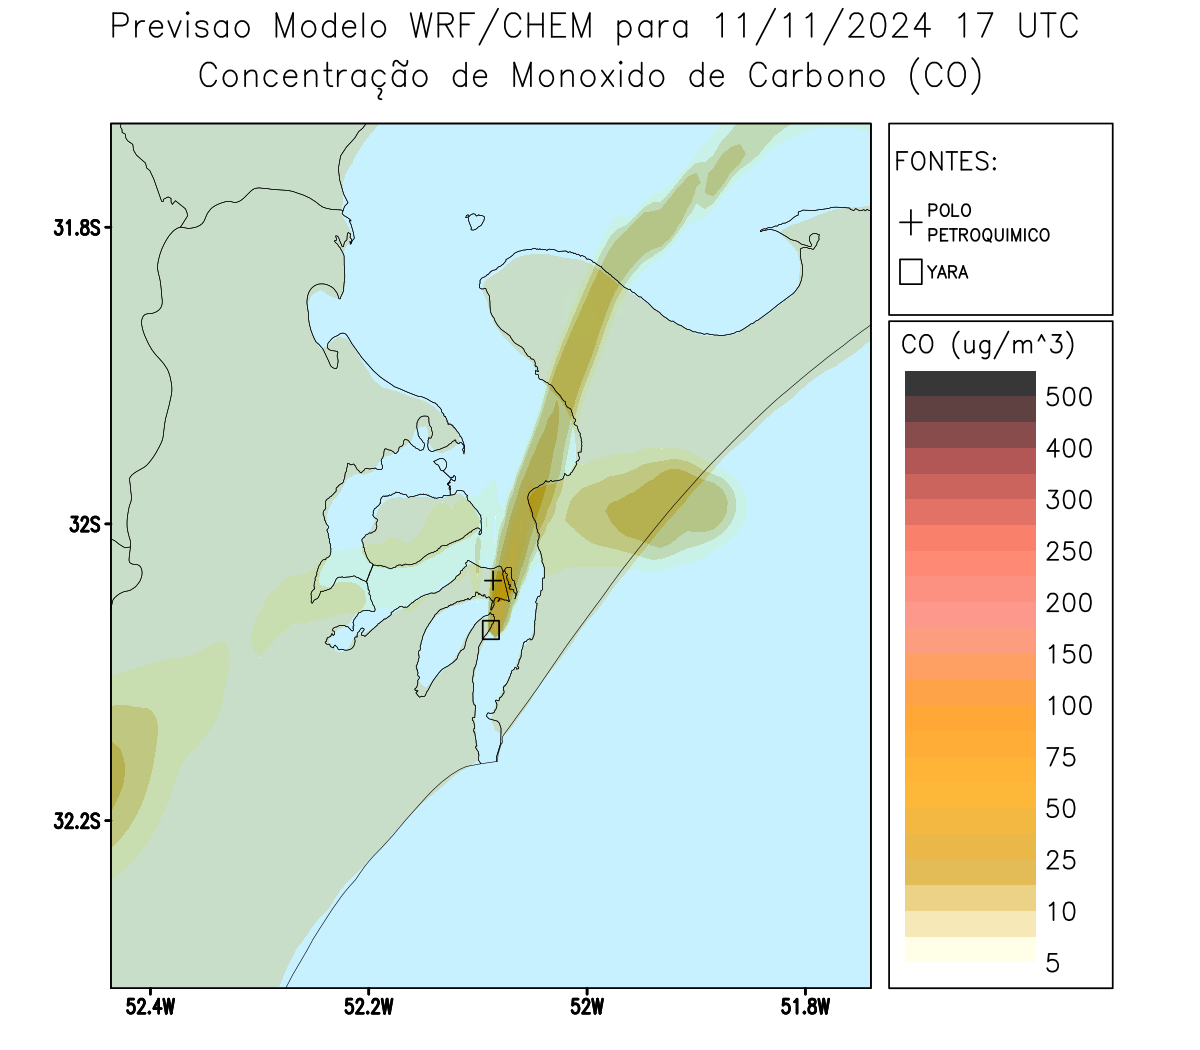 Previsao Modelo WRF/CHEM para 11/11/2024 17 UTC
Concentração de Monoxido de Carbono (CO)
FONTES:
POLO
PETROQUIMICO
YARA
CO (ug/m^3)
500
400
300
250
200
150
100
75
50
25
10
5
31.8S
32S
32.2S
52.4W
52.2W
52W
51.8W